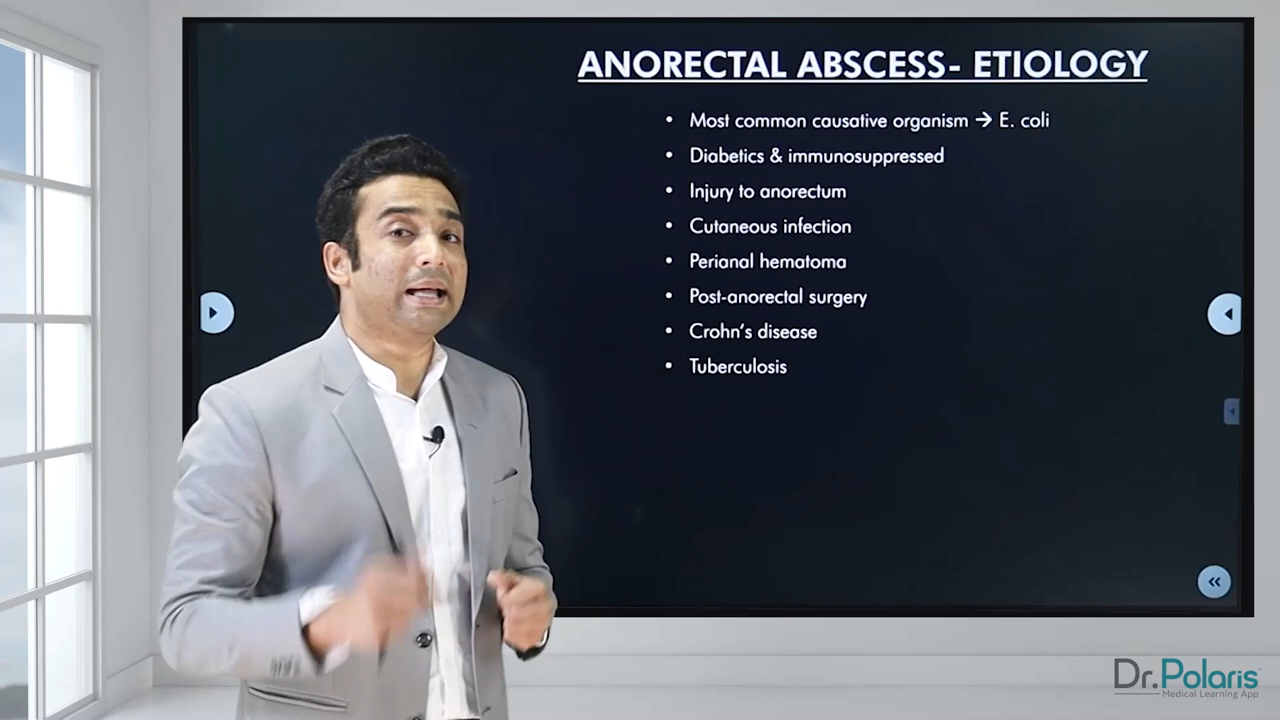 ANORECTAL ABSCESS- ETIOLOGY
• Most common causative organism → E. coli
• Diabetics & immunosuppressed
• Injury to anorectum
• Cutaneous infection
• Perianal hematoma
• Post-anorectal surgery
• Crohn's disease
• Tuberculosis
Dr.Polaris
Medical Learning App